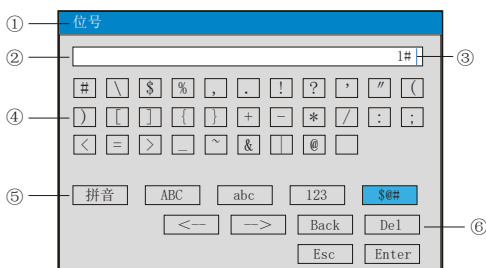 ① 位号
② 1# ③
# \ $ % , . ! ? ’ ″ (
④ ) [ ] { } + - * / : ;
< = > _ ~ & | @
⑤ 拼音 ABC abc 123 $@#
<-- --> Back Del ⑥
Esc Enter